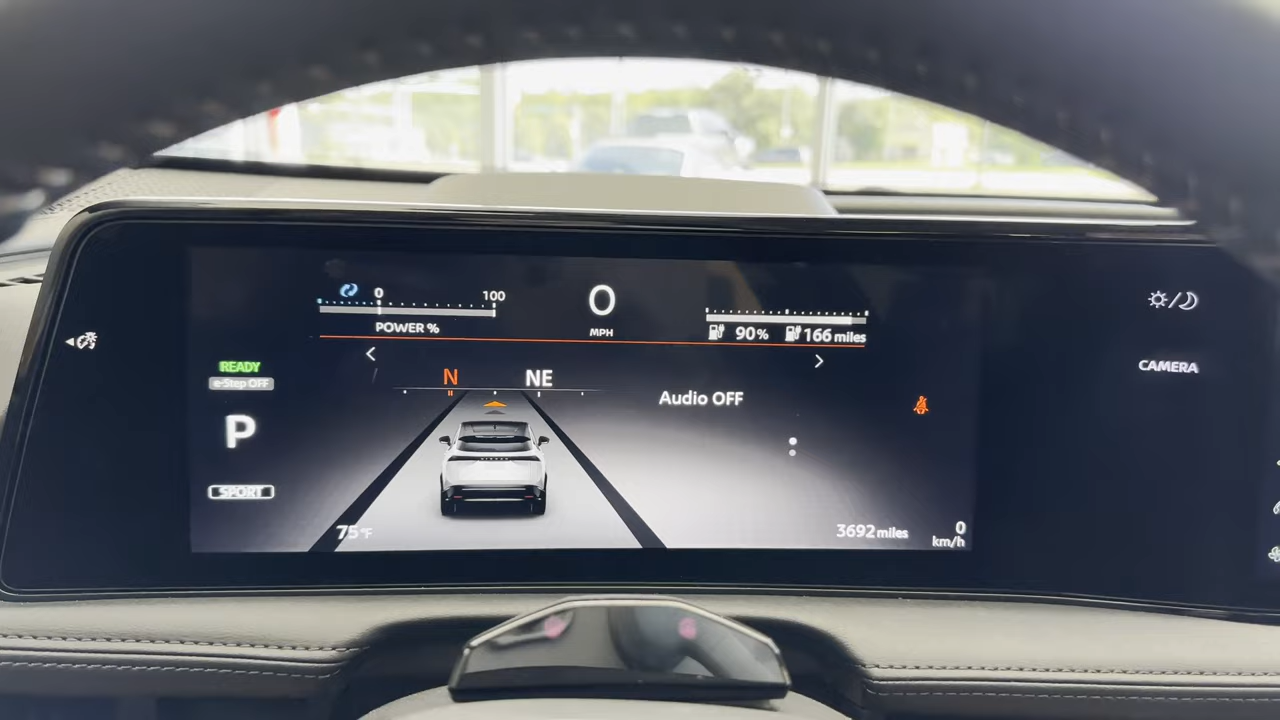 0
100
POWER %
0
MPH
90%
166 miles
READY
e-Step OFF
P
SPORT
N
NE
Audio OFF
75°F
3692 miles
0
km/h
CAMERA